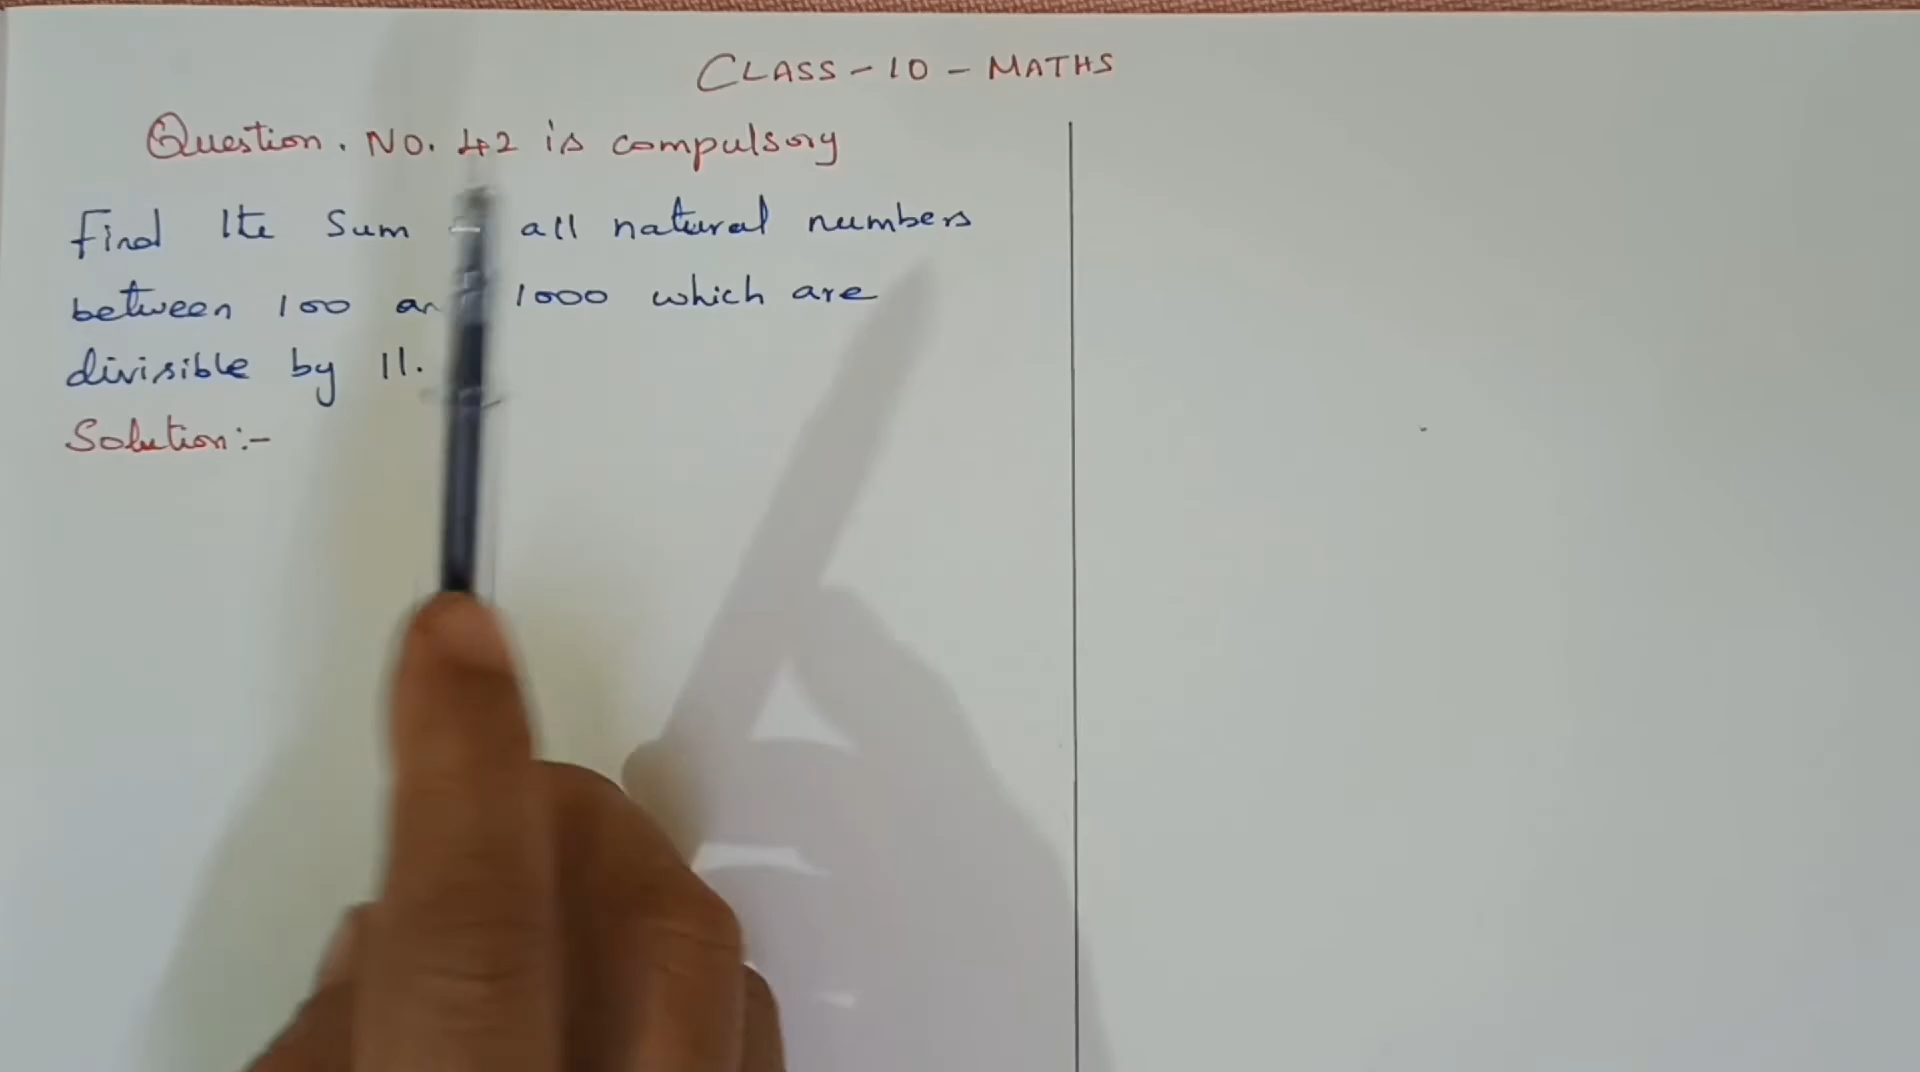 CLASS - 10 - MATHS
Question. No. 42 is compulsory
Find the Sum all natural numbers
between 100 1000 which are
divisible by 11.
Solution:-